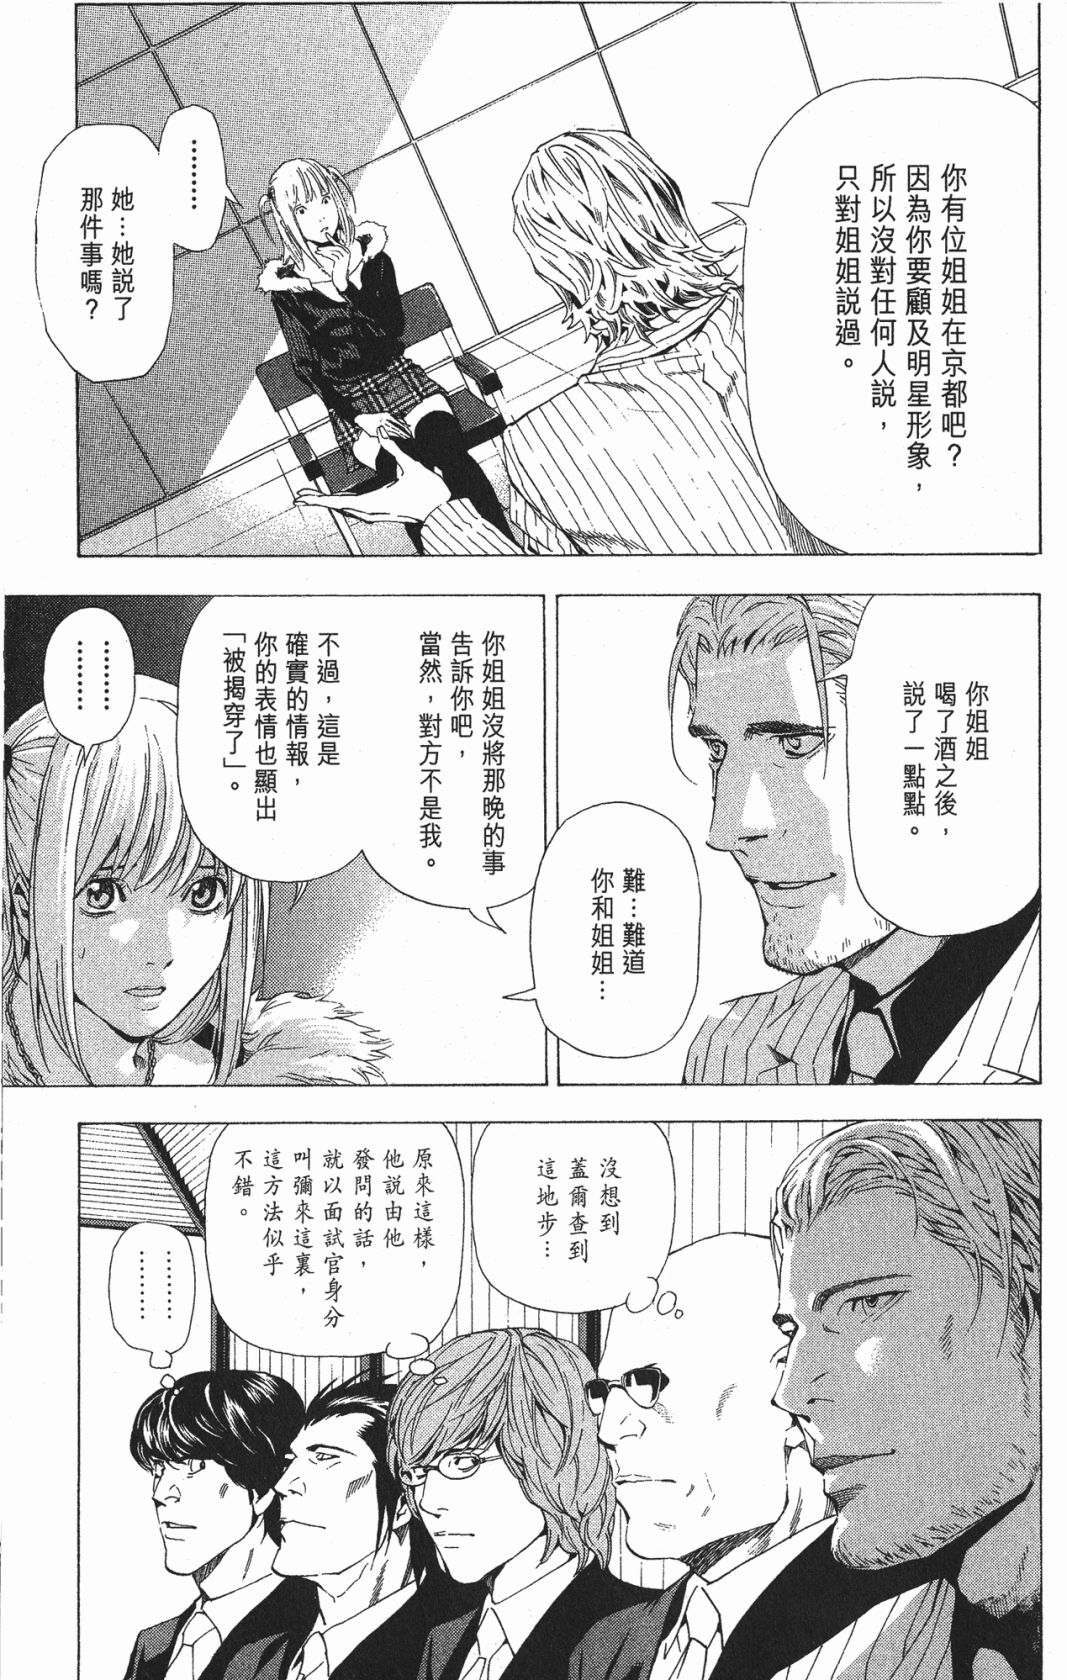 你有位姐姐在京都吧？
因為你要顧及明星形象，
所以沒對任何人說，
只對姐姐說過。
………
她…她說了
那件事嗎？
你姐姐
喝了酒之後，
說了一點點。
難…難道
你和姐姐…
你姐姐沒將那晚的事
告訴你吧，
當然，對方不是我。
不過，這是
確實的情報，
你的表情也顯出
「被揭穿了」。
………
………
沒想到
蓋爾查到
這地步…
原來這樣，
他說由他
發問的話，
就以面試官身分
叫彌來這裏，
這方法似乎
不錯。
………